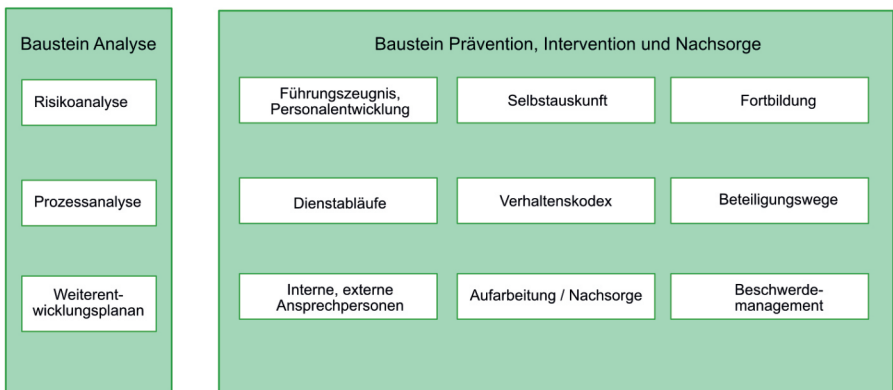 Baustein Analyse
Risikoanalyse
Prozessanalyse
Weiterent-
wicklungsplanan
Baustein Prävention, Intervention und Nachsorge
Führungszeugnis,
Personalentwicklung
Selbstauskunft
Fortbildung
Dienstabläufe
Verhaltenskodex
Beteiligungswege
Interne, externe
Ansprechpersonen
Aufarbeitung / Nachsorge
Beschwerde-
management